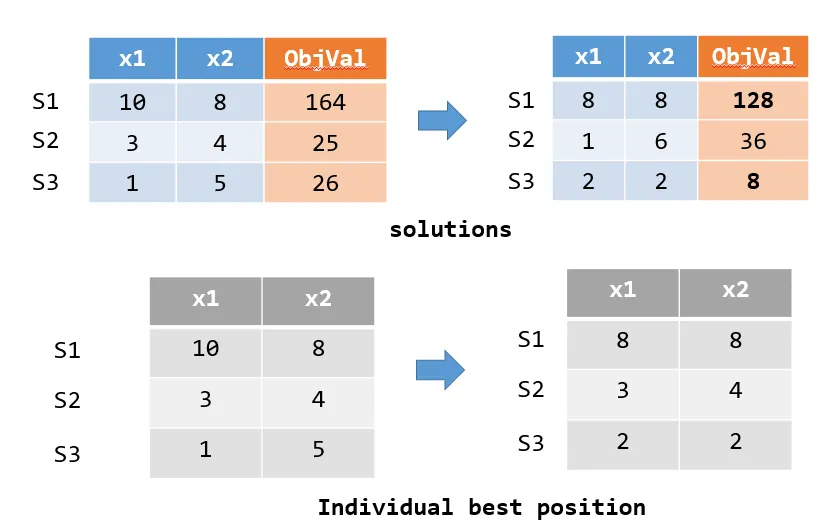 x1 x2 ObjVal
S1 10 8 164
S2 3 4 25
S3 1 5 26
x1 x2 ObjVal
S1 8 8 128
S2 1 6 36
S3 2 2 8
solutions
x1 x2
S1 10 8
S2 3 4
S3 1 5
x1 x2
S1 8 8
S2 3 4
S3 2 2
Individual best position